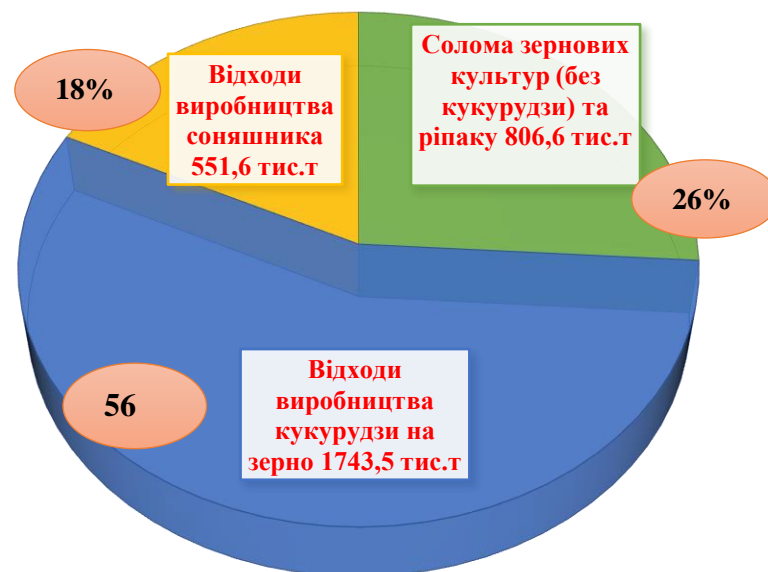 18%
Відходи
виробництва
соняшника
551,6 тис.т
Солома зернових
культур (без
кукурудзи) та
ріпаку 806,6 тис.т
26%
56
Відходи
виробництва
кукурудзи на
зерно 1743,5 тис.т